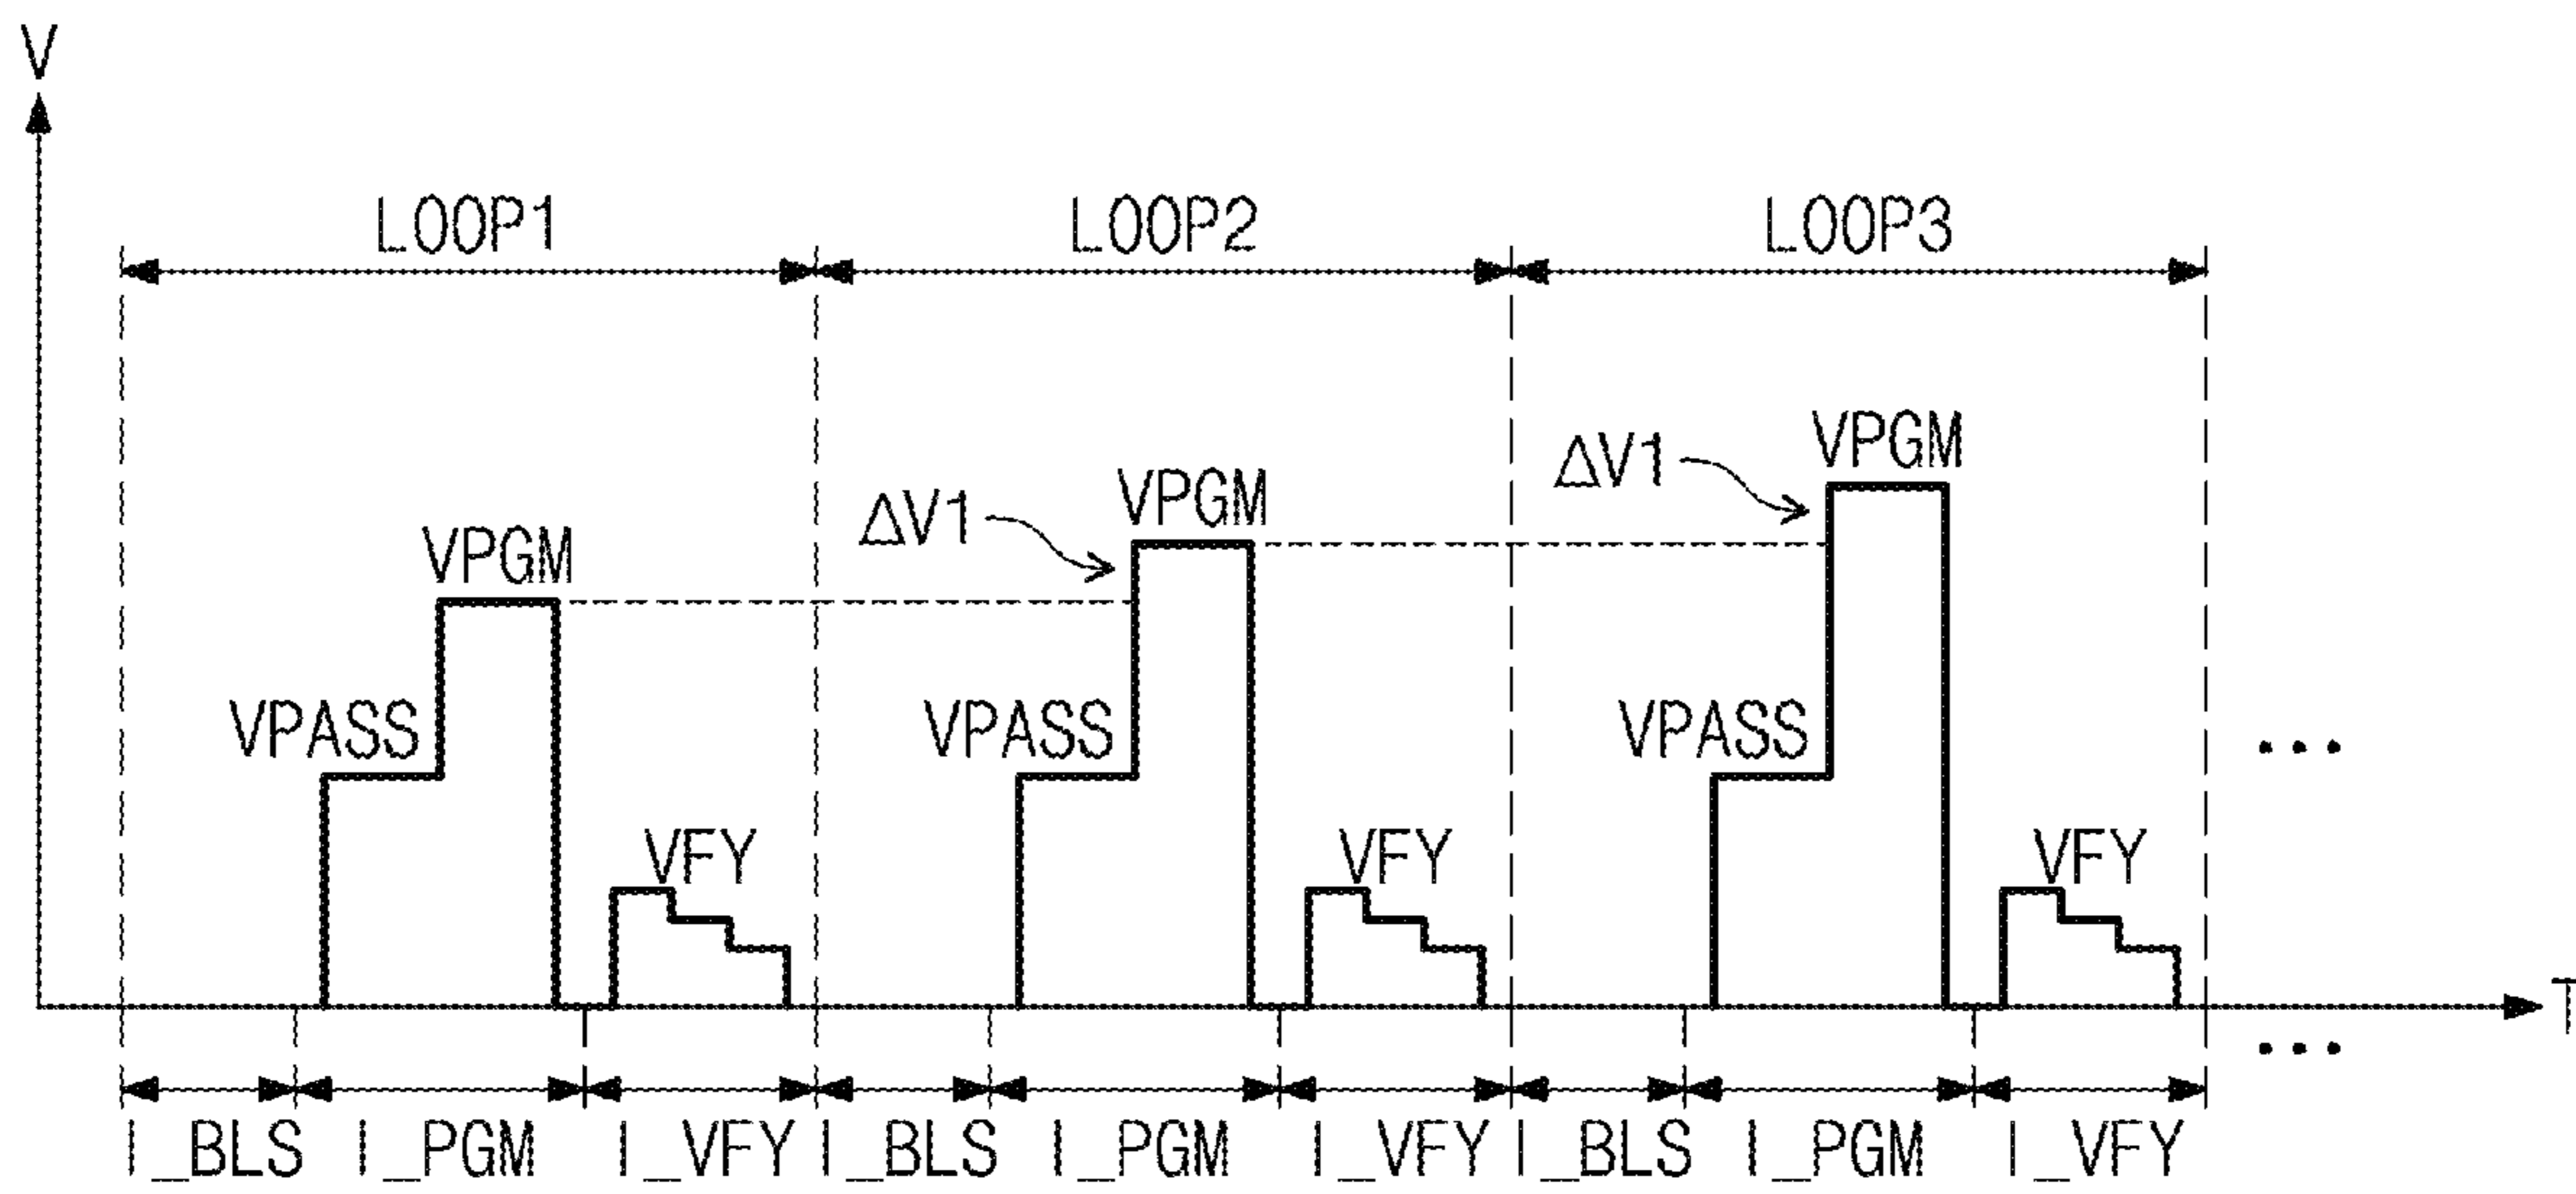 V
LOOP1 LOOP2 LOOP3
ΔV1 VPGM
ΔV1 VPGM
VPGM
VPASS VPASS VPASS
...
VFY VFY VFY
T
...
I_BLS I_PGM I_VFY I_BLS I_PGM I_VFY I_BLS I_PGM I_VFY